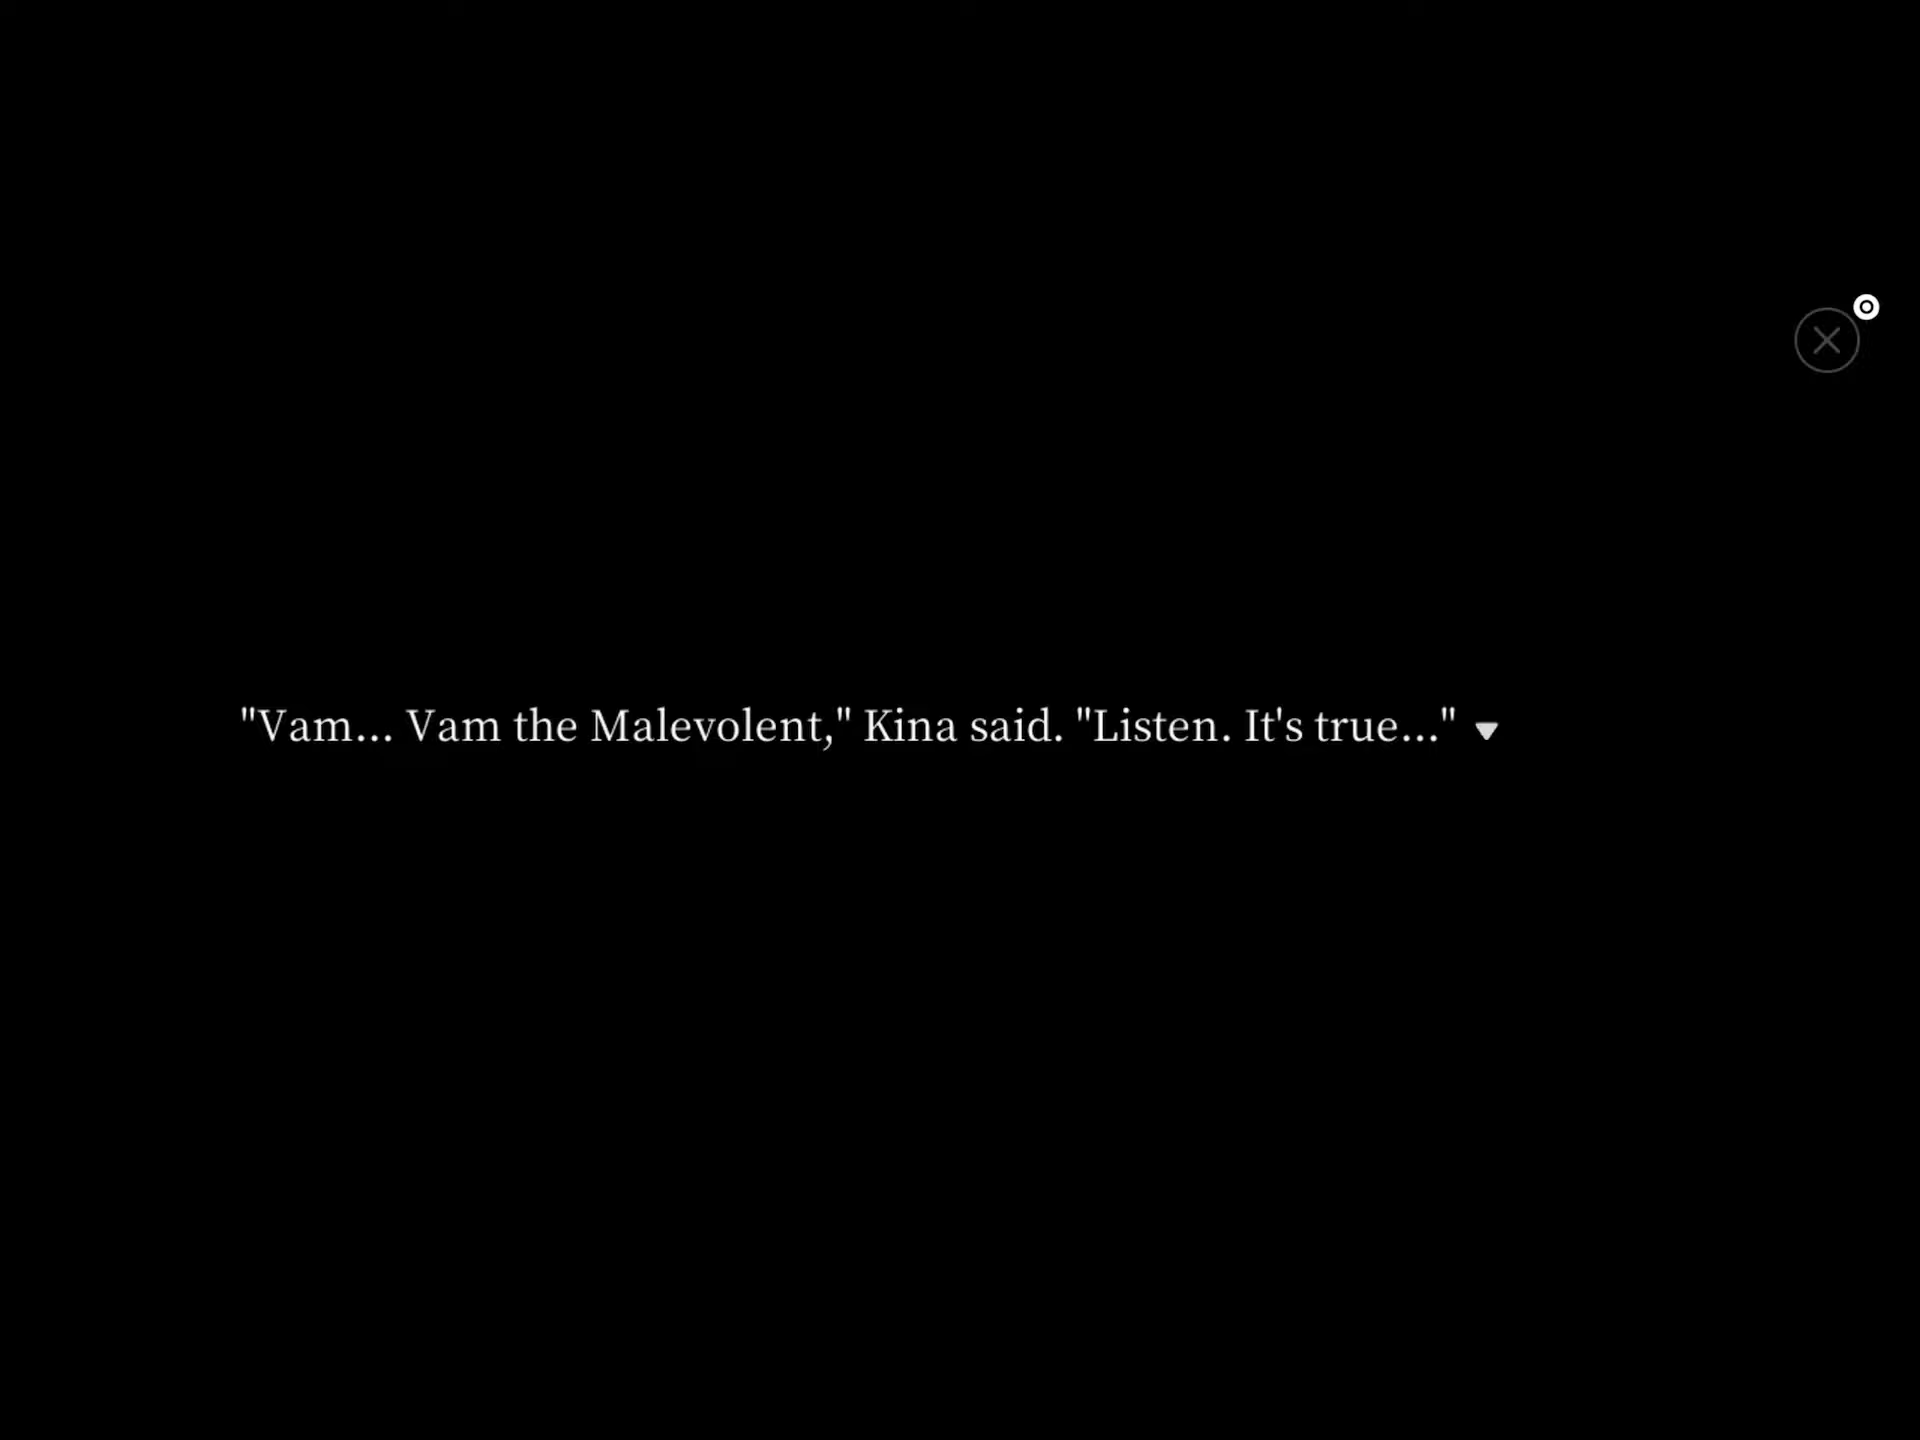 "Vam... Vam the Malevolent," Kina said. "Listen. It's true..."